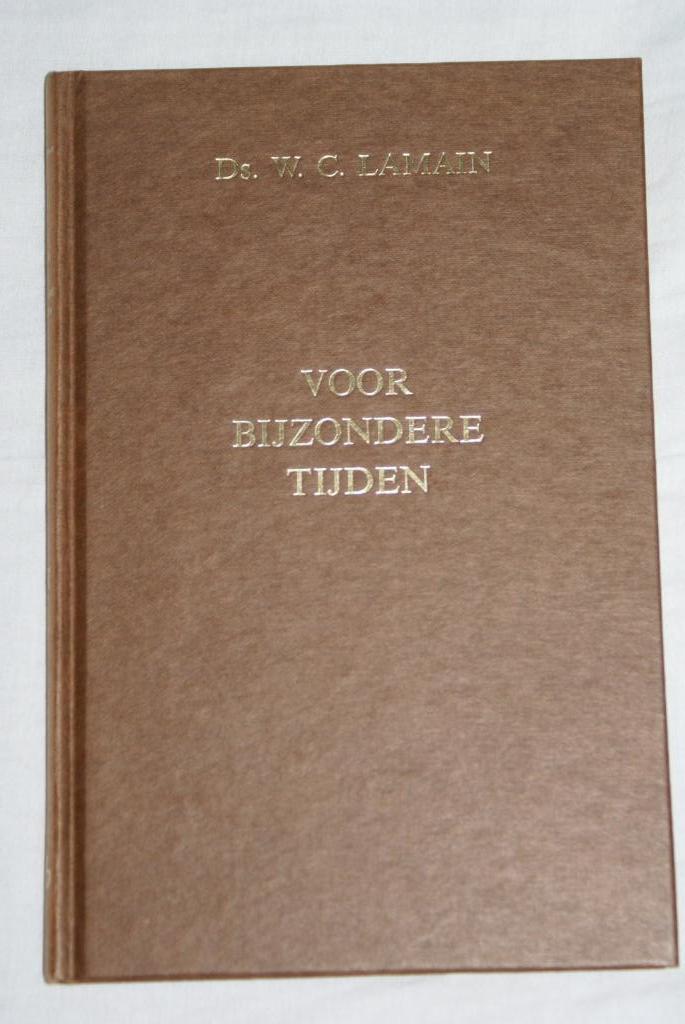 Ds. W. C. LAMAIN
VOOR
BIJZONDERE
TIJDEN